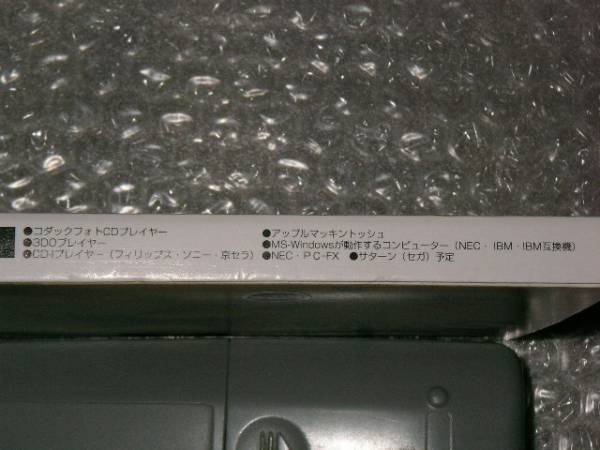 ●コダックフォトCDプレイヤー
●3DOプレイヤー
●CD-Iプレイヤー（フィリップス・ソニー・京セラ）
●アップルマッキントッシュ
●MS-Windowsが動作するコンピューター（NEC・IBM・IBM互換機）
●NEC・PC-FX ●サターン（セガ）予定